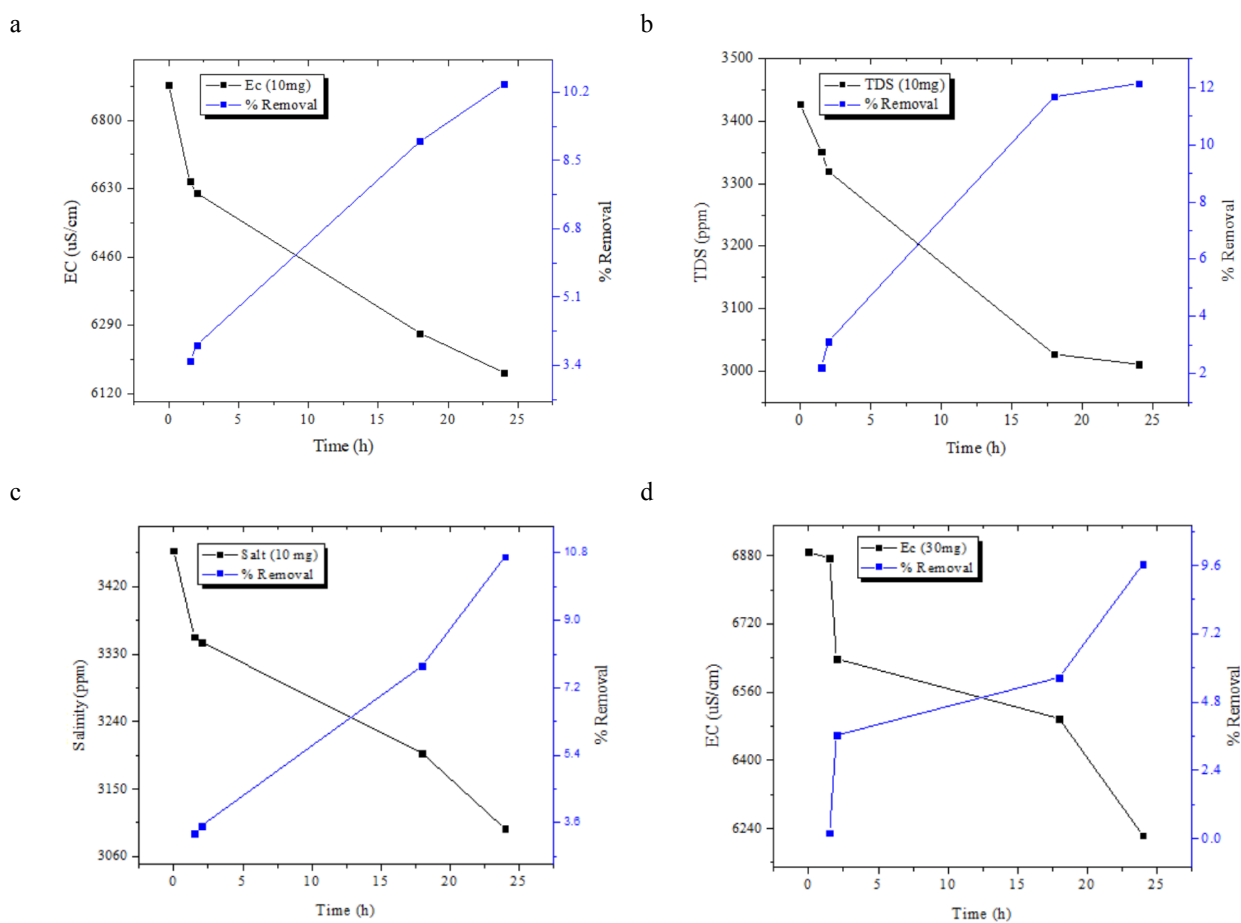 a
Ec (10mg)
% Removal
6800
6630
6460
6290
6120
10.2
8.5
6.8
5.1
3.4
0
5
10
15
20
25
EC (uS/cm)
% Removal
Time (h)
b
TDS (10mg)
% Removal
3500
3400
3300
3200
3100
3000
12
10
8
6
4
2
0
5
10
15
20
25
TDS (ppm)
% Removal
Time (h)
c
Salt (10 mg)
% Removal
3420
3330
3240
3150
3060
10.8
9.0
7.2
5.4
3.6
0
5
10
15
20
25
Salinity (ppm)
% Removal
Time (h)
d
Ec (30mg)
% Removal
6880
6720
6560
6400
6240
9.6
7.2
4.8
2.4
0.0
0
5
10
15
20
25
EC (uS/cm)
% Removal
Time (h)